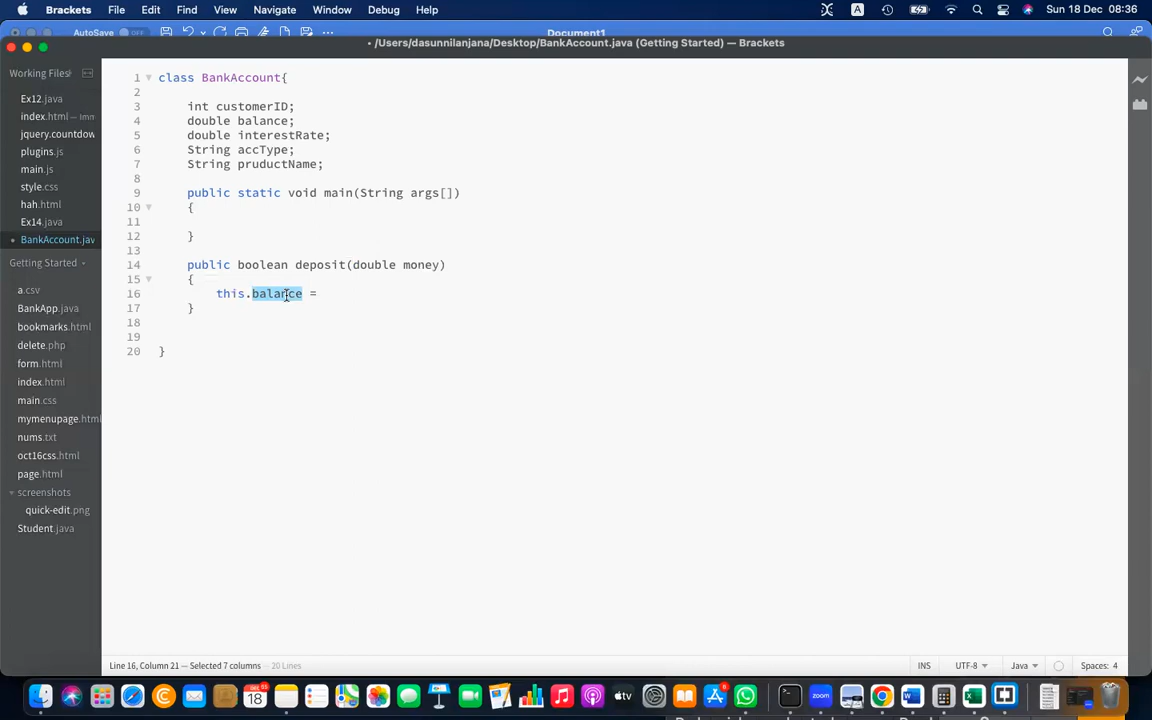 Brackets File Edit Find View Navigate Window Debug Help A Sun 18 Dec 08:36
AutoSave OFF Document1
• /Users/dasunnilanjana/Desktop/BankAccount.java (Getting Started) — Brackets
Working Files
Ex12.java
index.html — imm
jquery.countdow
plugins.js
main.js
style.css
hah.html
Ex14.java
BankAccount.jav
Getting Started
a.csv
BankApp.java
bookmarks.html
delete.php
form.html
index.html
main.css
mymenupage.html
nums.txt
oct16css.html
page.html
screenshots
quick-edit.png
Student.java
1 class BankAccount{
2
3 int customerID;
4 double balance;
5 double interestRate;
6 String accType;
7 String pruductName;
8
9 public static void main(String args[])
10 {
11
12 }
13
14 public boolean deposit(double money)
15 {
16 this.balance =
17 }
18
19
20 }
Line 16, Column 21 — Selected 7 columns — 20 Lines
INS UTF-8 Java Spaces: 4
18
tv
zoom